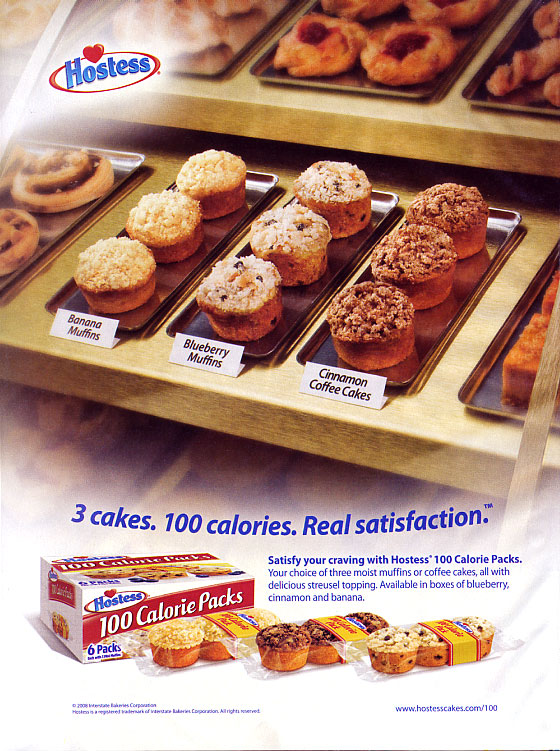 Hostess®
Banana
Muffins
Blueberry
Muffins
Cinnamon
Coffee Cakes
3 cakes. 100 calories. Real satisfaction.™
Satisfy your craving with Hostess® 100 Calorie Packs.
Your choice of three moist muffins or coffee cakes, all with
delicious streusel topping. Available in boxes of blueberry,
cinnamon and banana.
100 Calorie Packs
6 Packs
Hostess
100 Calorie Packs
6 Packs
© 2008 Interstate Bakeries Corporation
Hostess is a registered trademark of Interstate Bakeries Corporation. All rights reserved.
www.hostesscakes.com/100